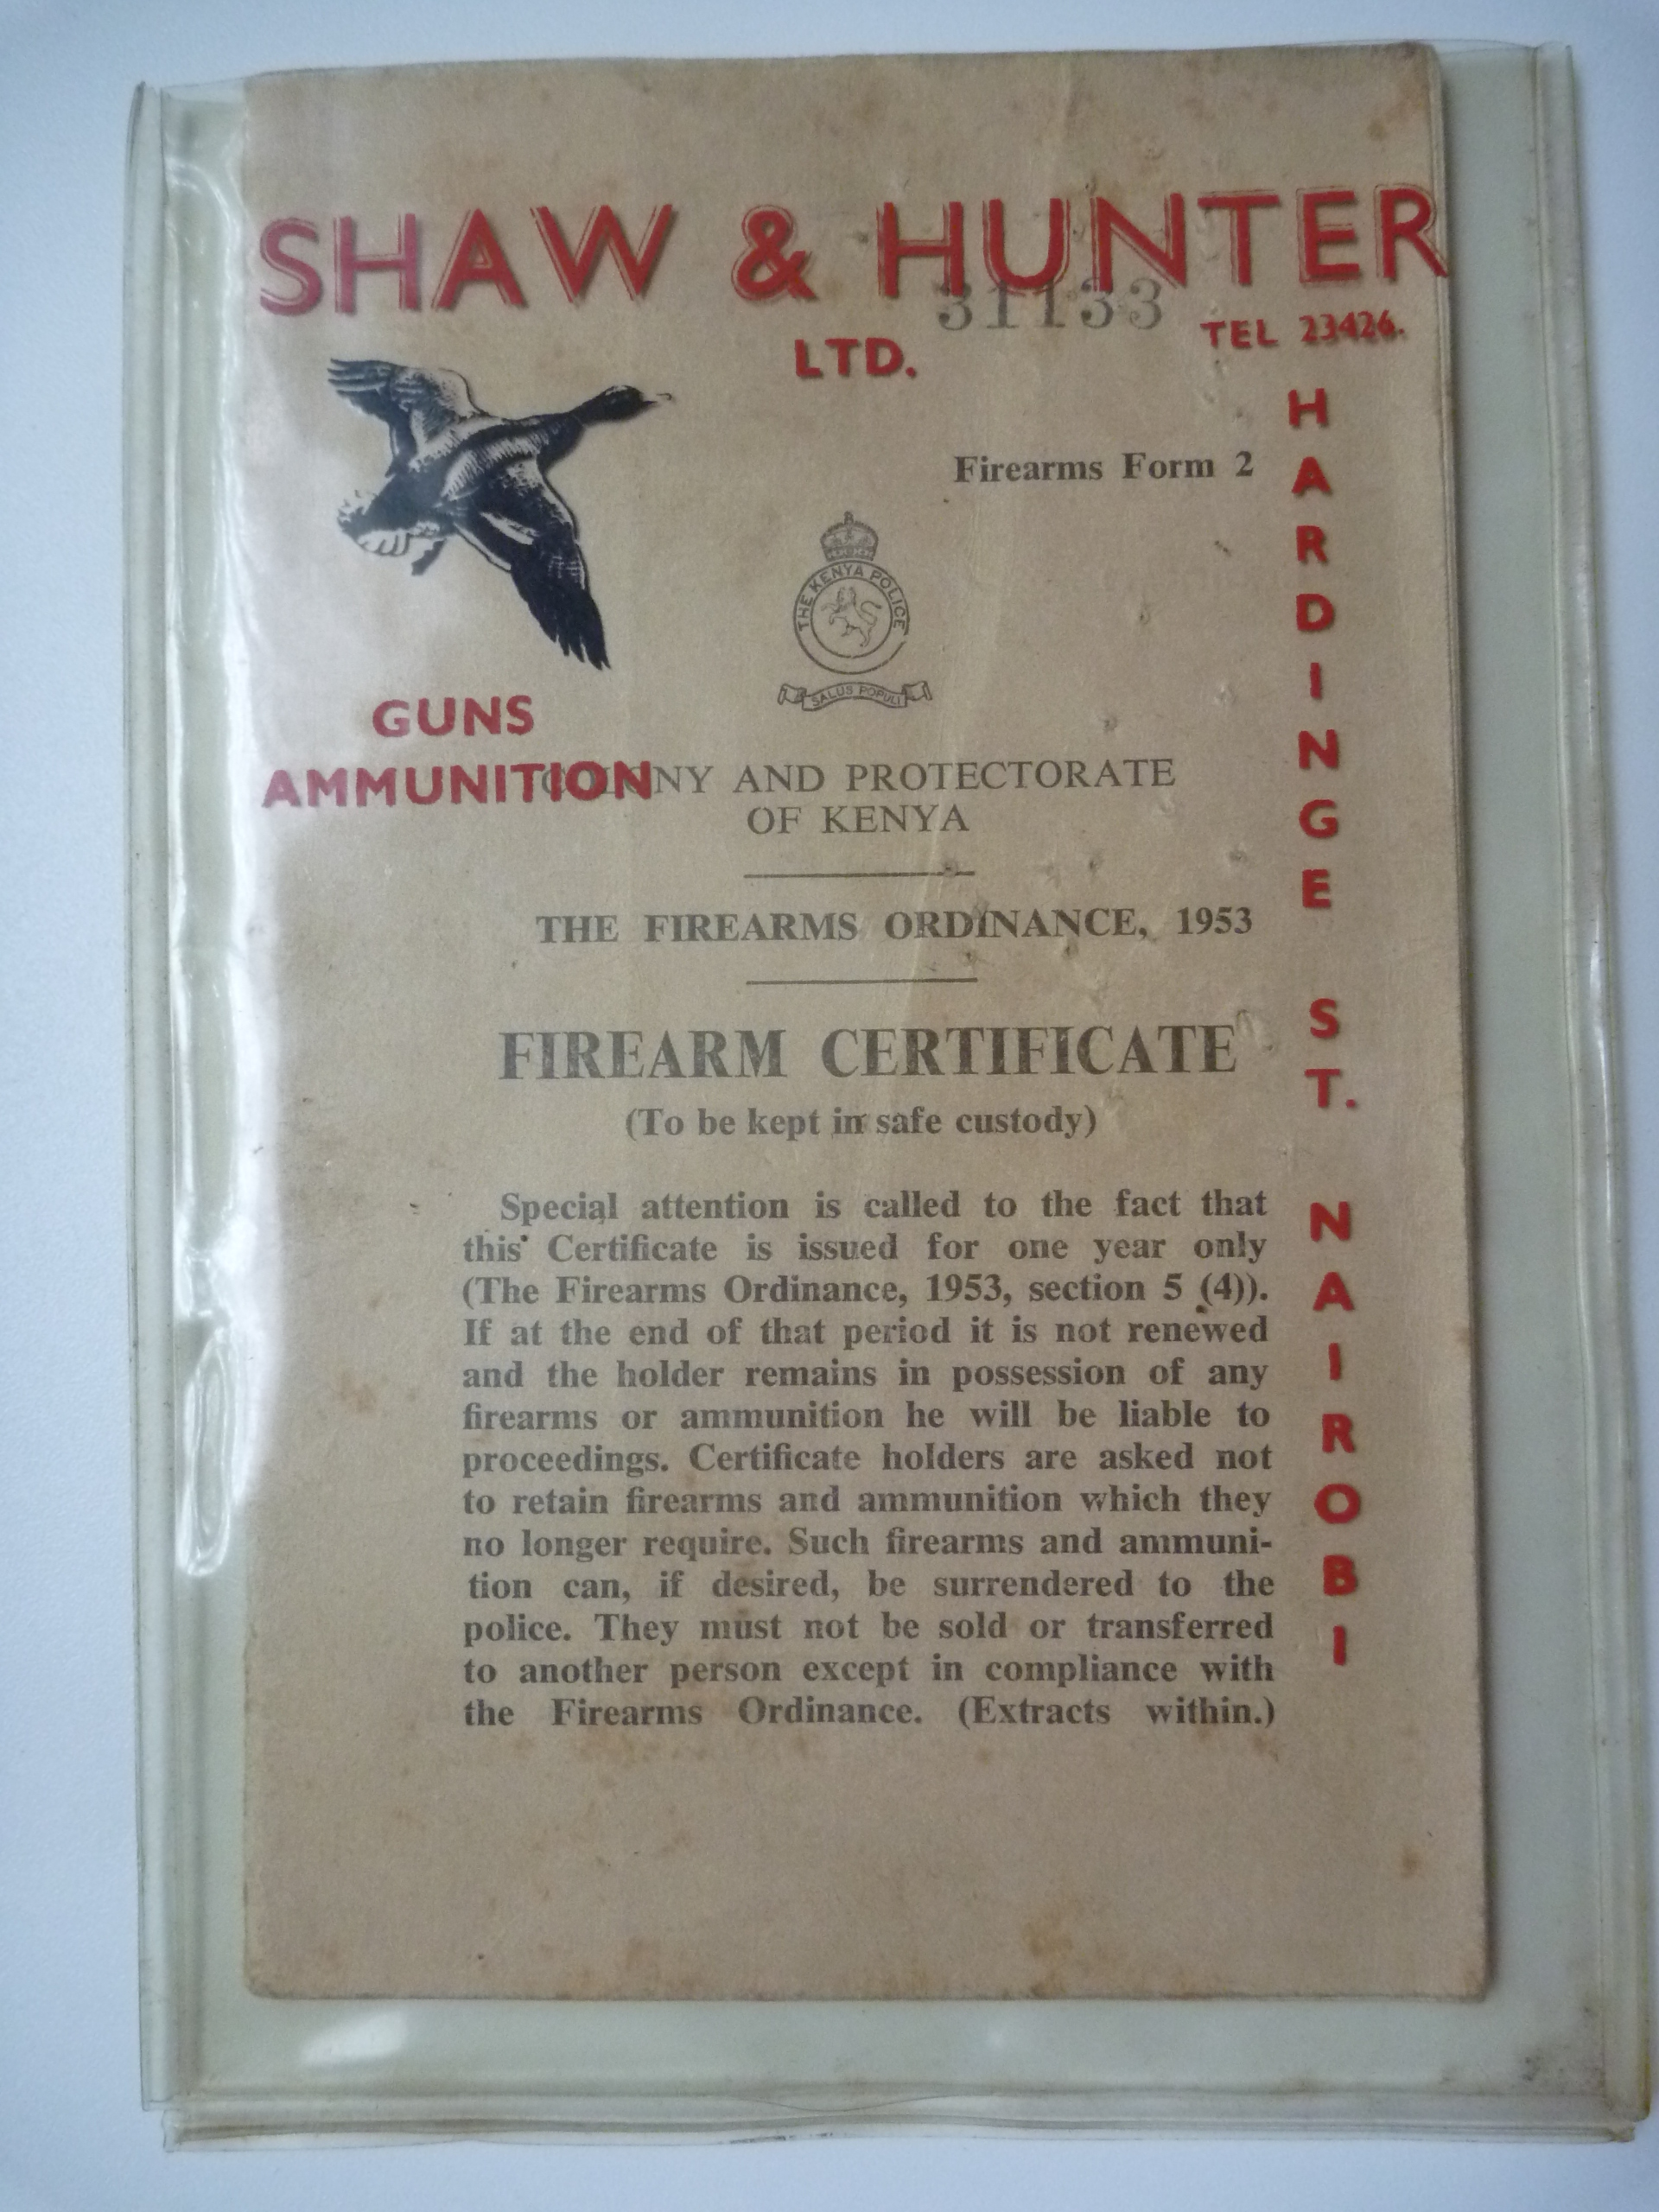 SHAW & HUNTER
LTD.
31133
TEL 23426.
HARDINGE ST. NAIROBI
Firearms Form 2
THE KENYA POLICE
SALUS POPULI
GUNS
AMMUNITION
COLONY AND PROTECTORATE
OF KENYA
THE FIREARMS ORDINANCE, 1953
FIREARM CERTIFICATE
(To be kept in safe custody)
Special attention is called to the fact that
this Certificate is issued for one year only
(The Firearms Ordinance, 1953, section 5 (4)).
If at the end of that period it is not renewed
and the holder remains in possession of any
firearms or ammunition he will be liable to
proceedings. Certificate holders are asked not
to retain firearms and ammunition which they
no longer require. Such firearms and ammuni-
tion can, if desired, be surrendered to the
police. They must not be sold or transferred
to another person except in compliance with
the Firearms Ordinance. (Extracts within.)